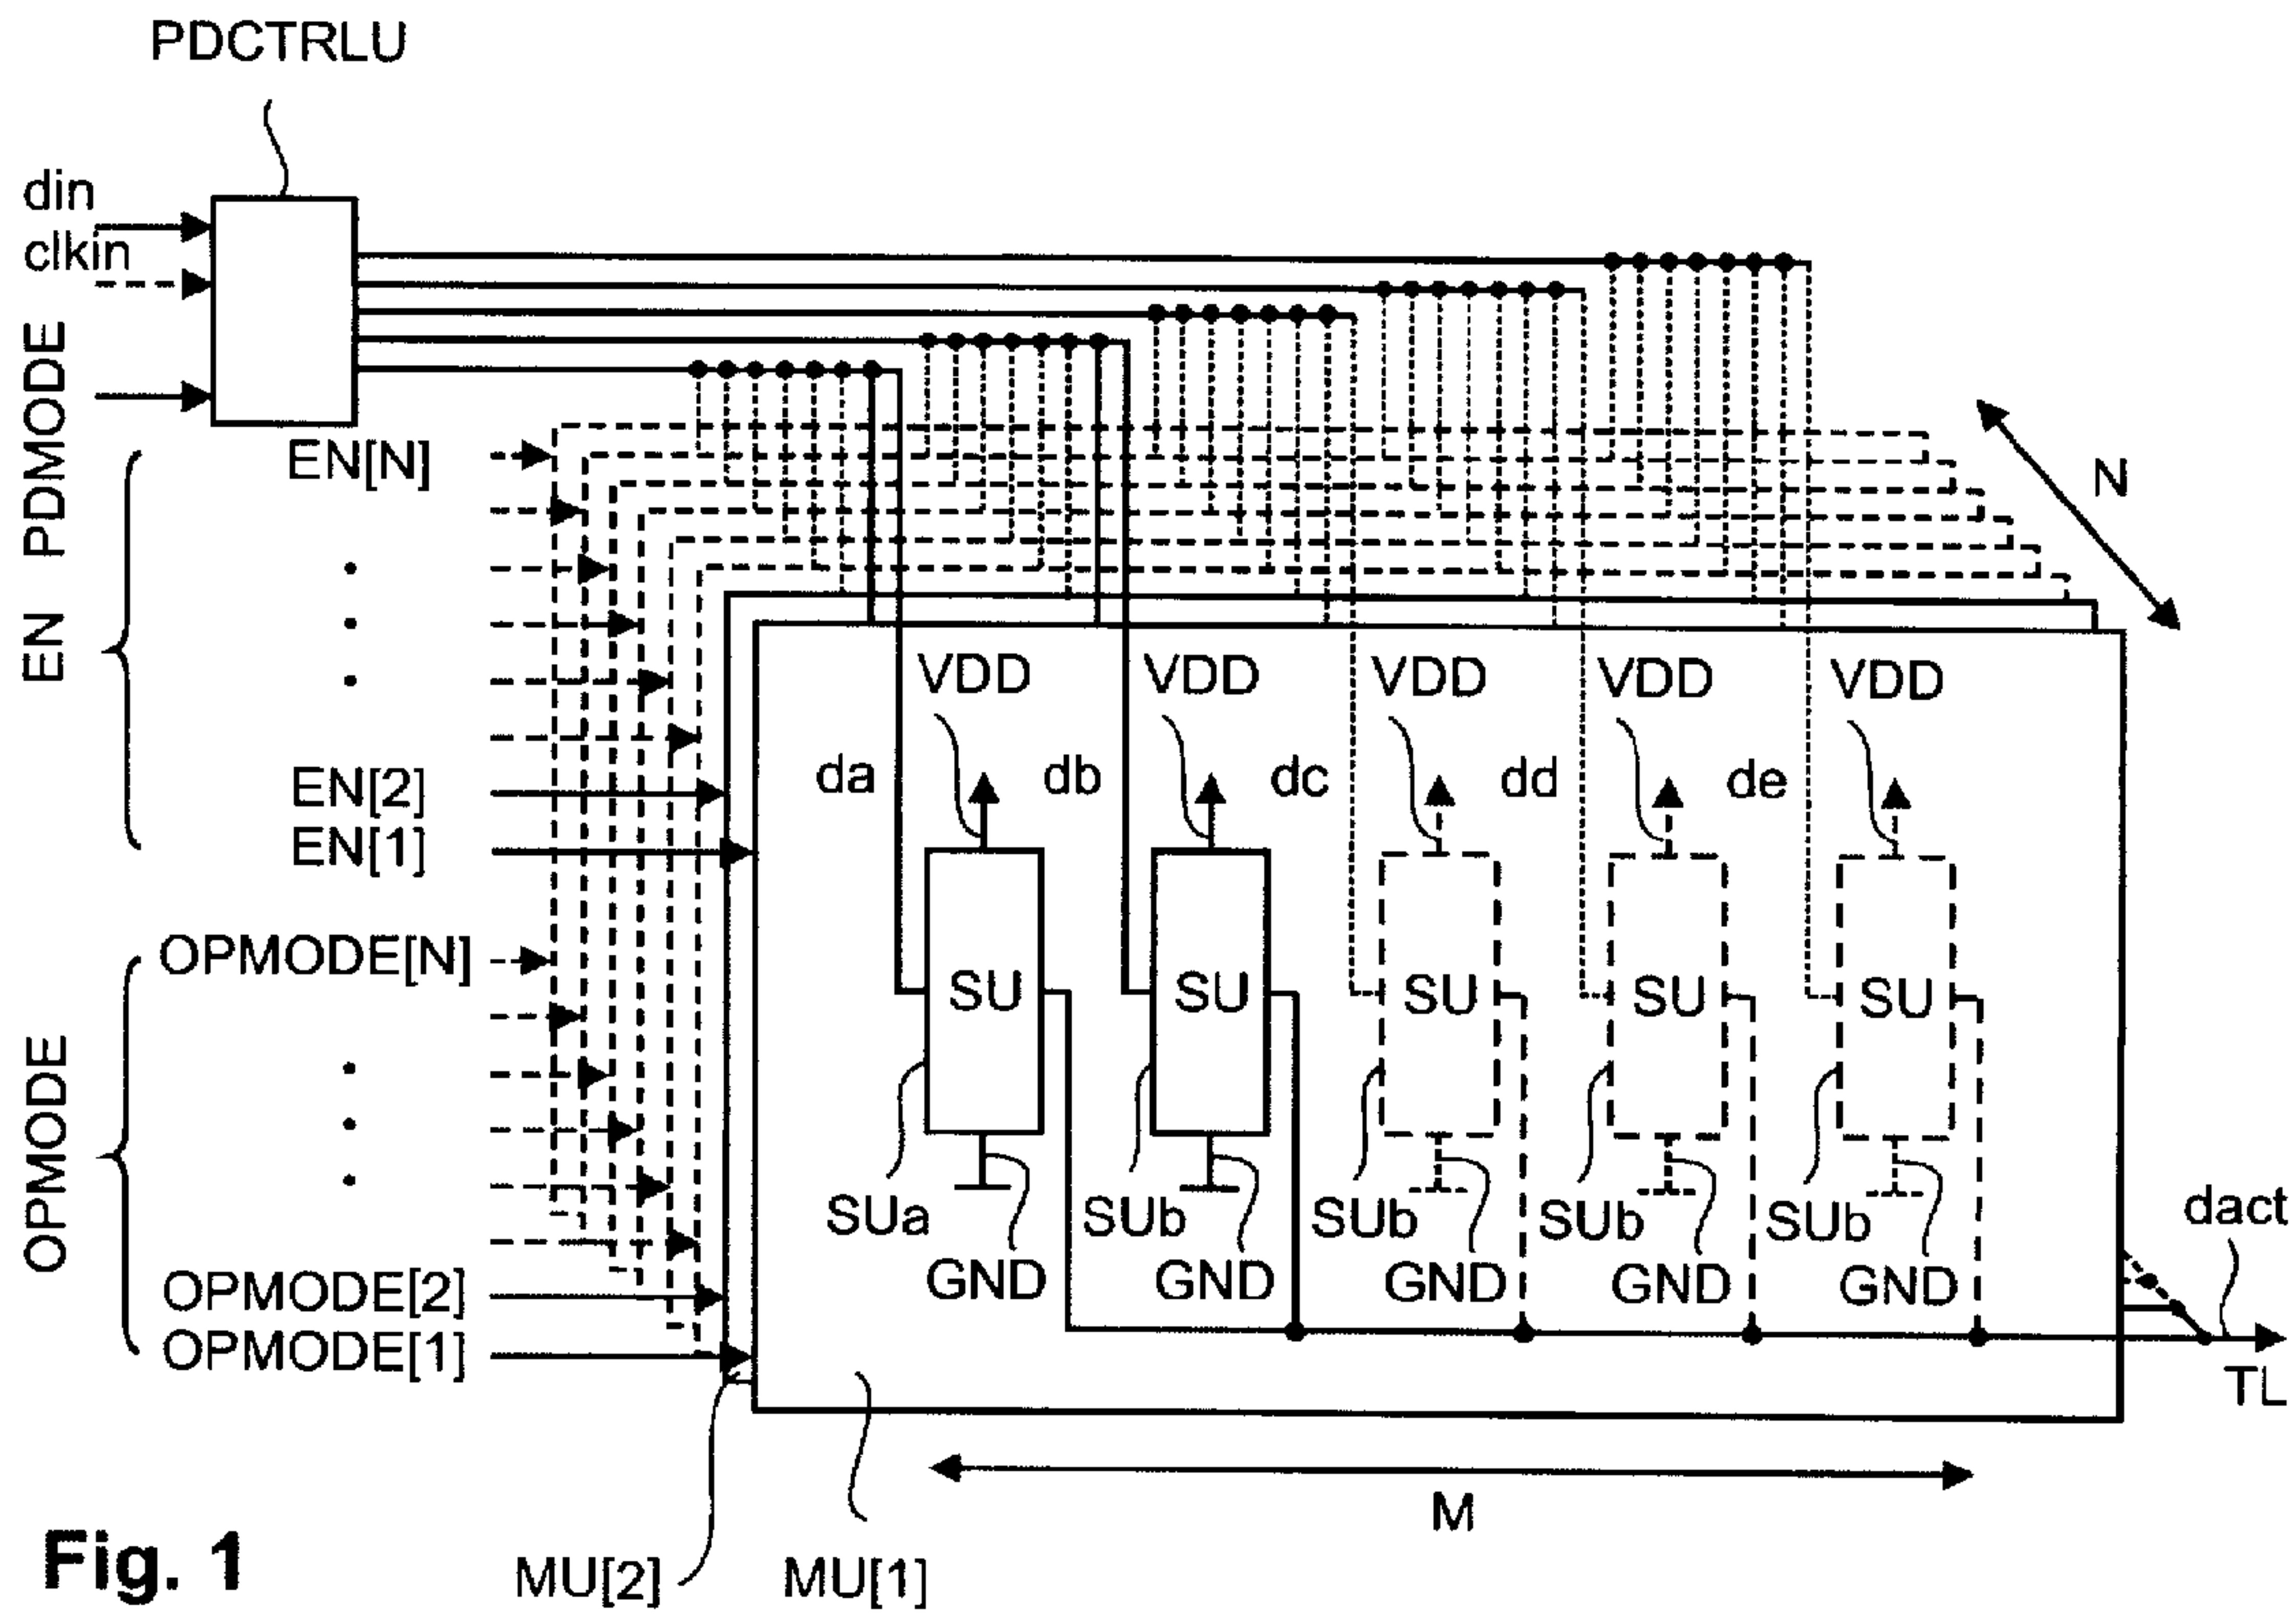 PDCTRLU
din
clkin
PDMODE
EN
EN[N]
EN[2]
EN[1]
N
VDD VDD VDD VDD VDD
da db dc dd de
OPMODE
OPMODE[N]
SU SU SU SU SU
SUa SUb SUb SUb SUb
GND GND GND GND GND
dact
OPMODE[2]
OPMODE[1]
TL
M
MU[2] MU[1]
Fig. 1